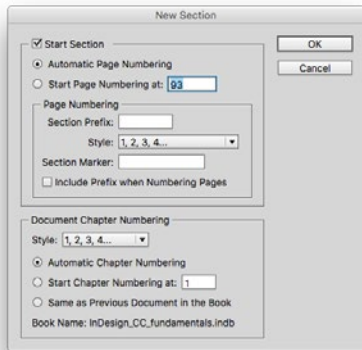 New Section
Start Section
OK
Automatic Page Numbering
Cancel
Start Page Numbering at: 93
Page Numbering
Section Prefix:
Style: 1, 2, 3, 4...
Section Marker:
Include Prefix when Numbering Pages
Document Chapter Numbering
Style: 1, 2, 3, 4...
Automatic Chapter Numbering
Start Chapter Numbering at: 1
Same as Previous Document in the Book
Book Name: InDesign_CC_fundamentals.indb